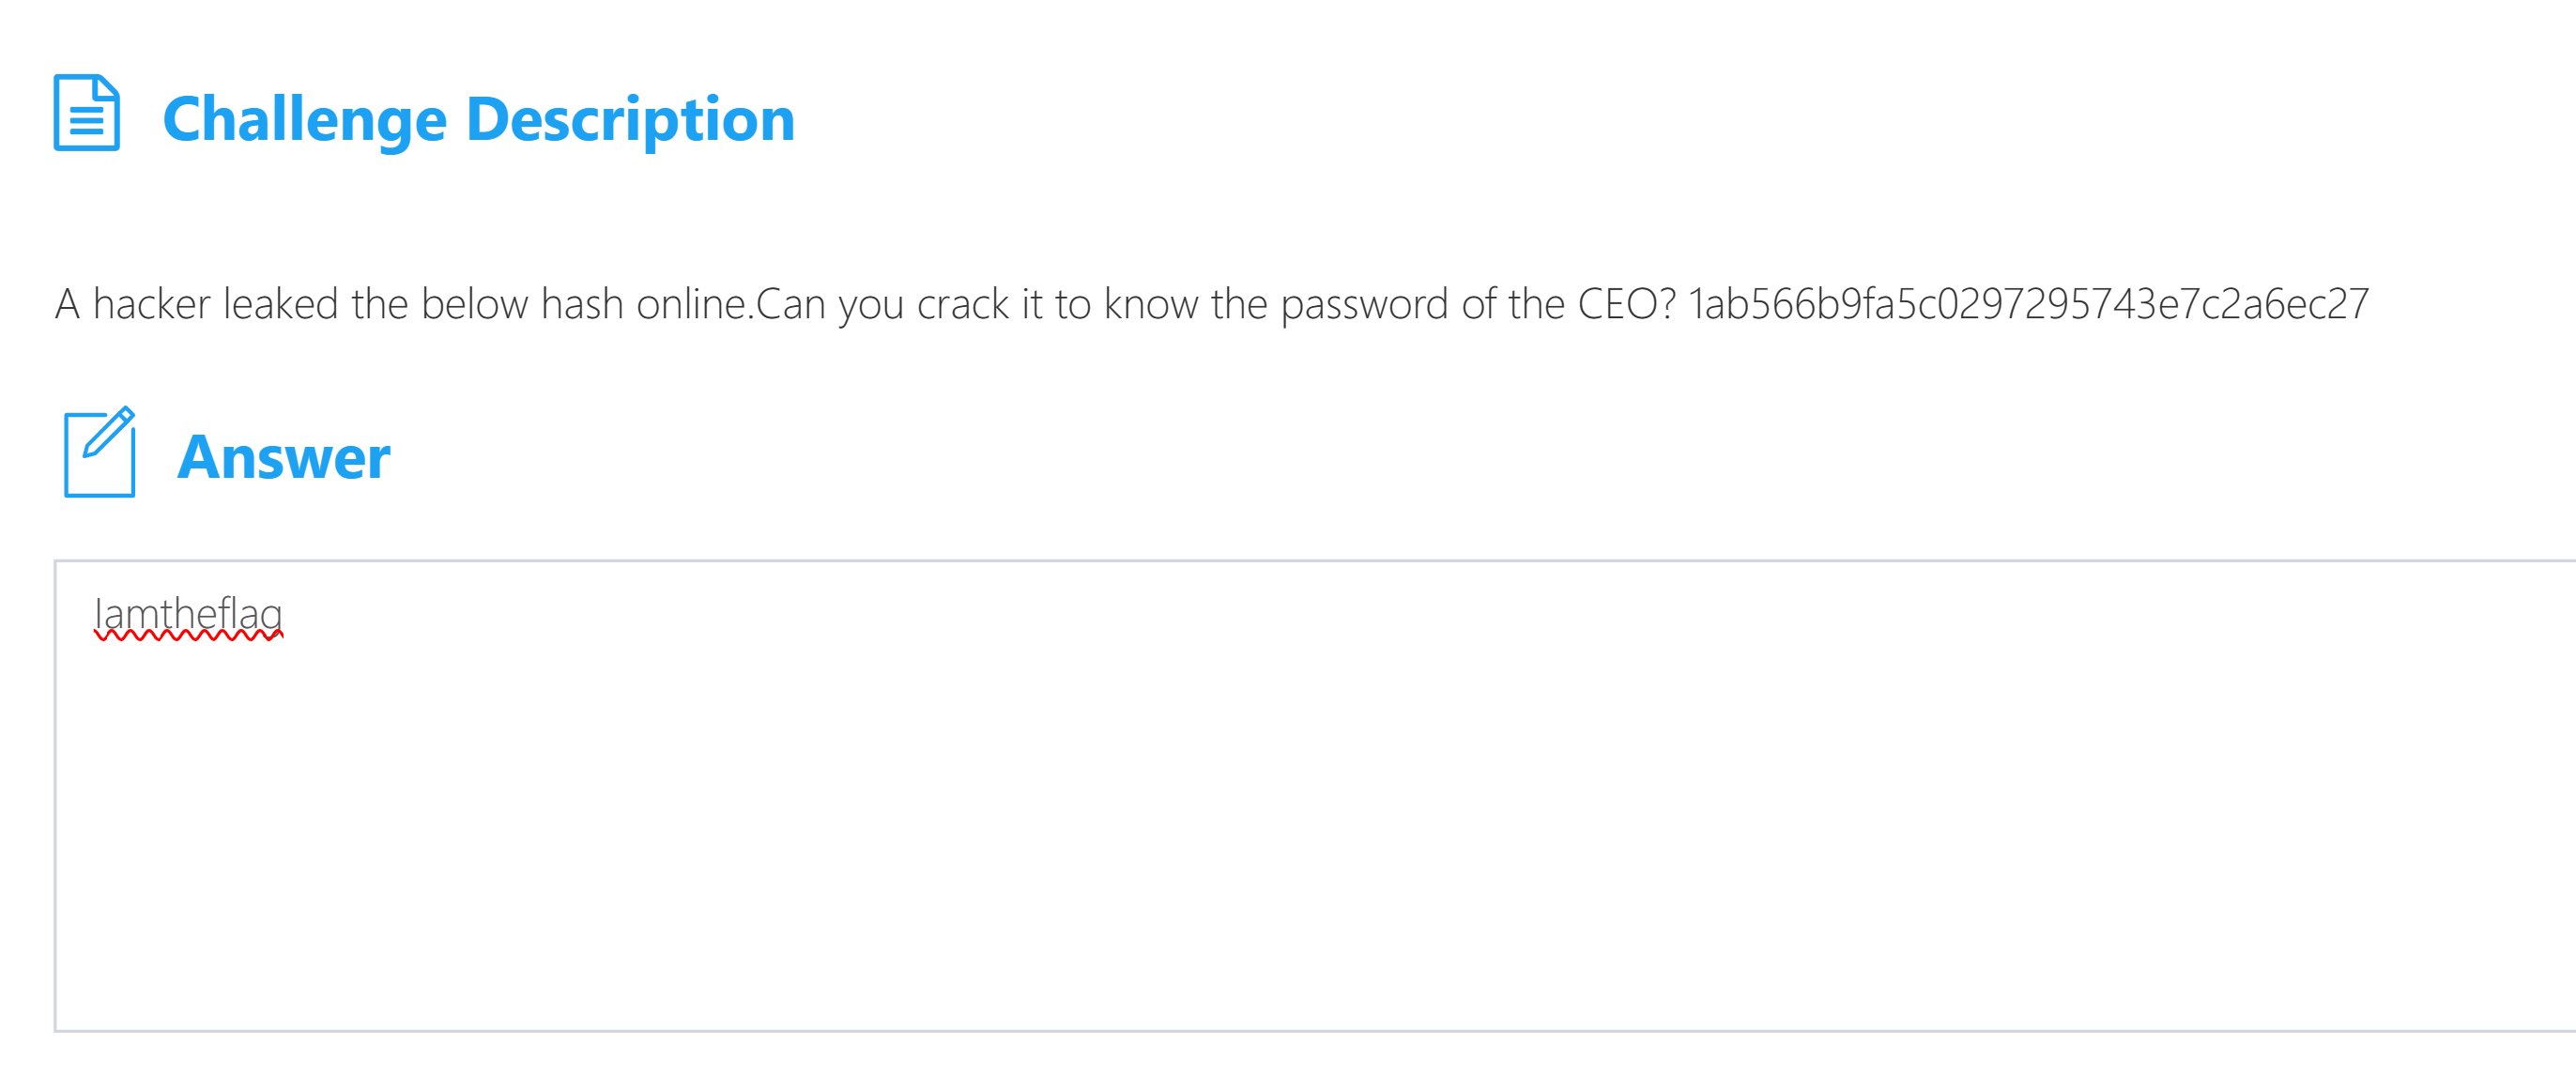 Challenge Description
A hacker leaked the below hash online.Can you crack it to know the password of the CEO? 1ab566b9fa5c0297295743e7c2a6ec27
Answer
Iamtheflag